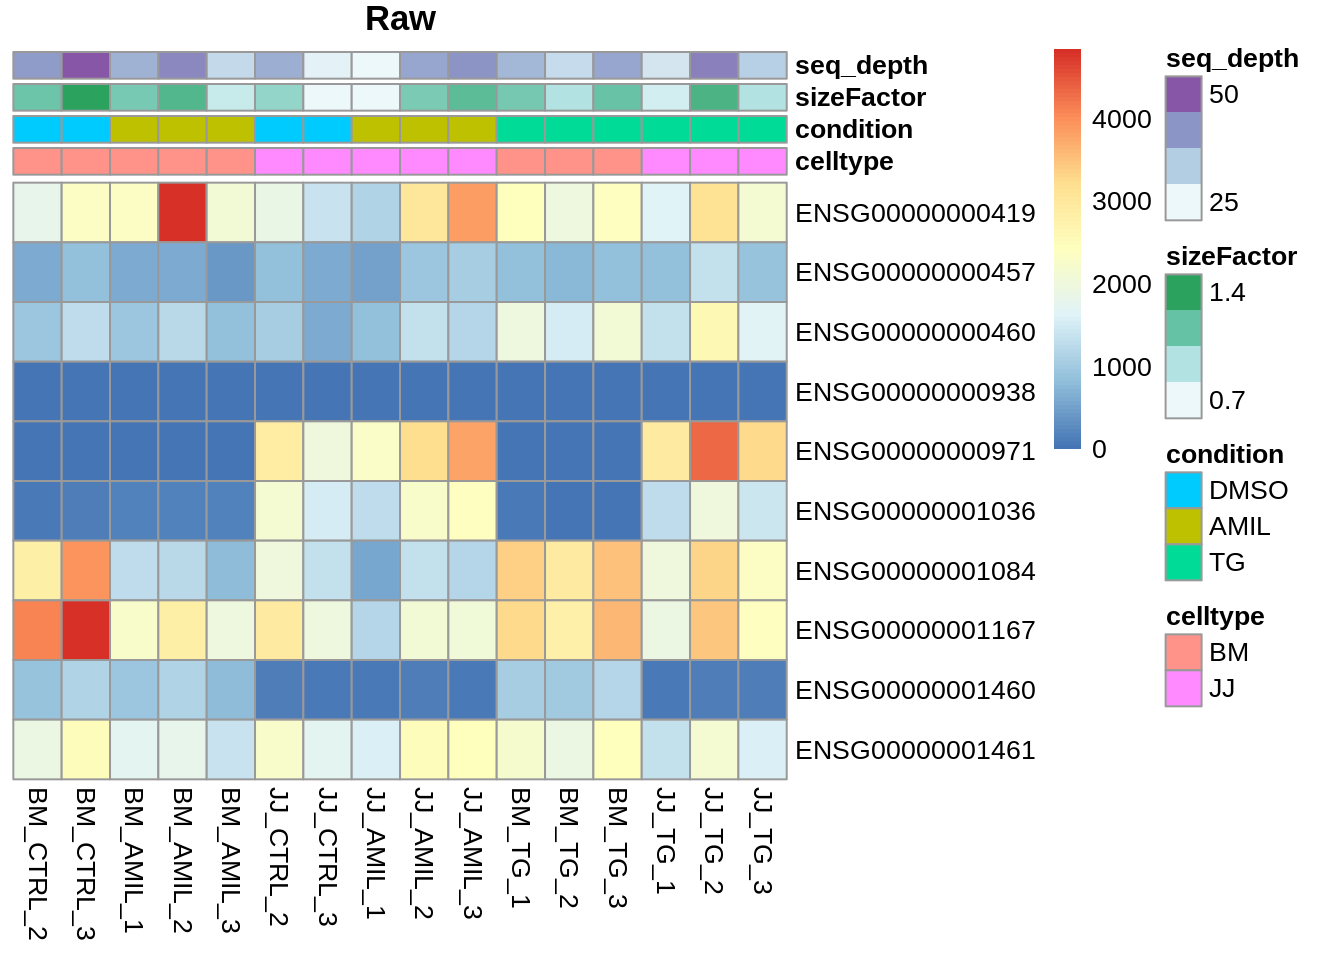 Raw
seq_depth
sizeFactor
condition
celltype
ENSG00000000419
ENSG00000000457
ENSG00000000460
ENSG00000000938
ENSG00000000971
ENSG00000001036
ENSG00000001084
ENSG00000001167
ENSG00000001460
ENSG00000001461
BM_CTRL_2
BM_CTRL_3
BM_AMIL_1
BM_AMIL_2
BM_AMIL_3
JJ_CTRL_2
JJ_CTRL_3
JJ_AMIL_1
JJ_AMIL_2
JJ_AMIL_3
BM_TG_1
BM_TG_2
BM_TG_3
JJ_TG_1
JJ_TG_2
JJ_TG_3
4000
3000
2000
1000
0
seq_depth
50
25
sizeFactor
1.4
0.7
condition
DMSO
AMIL
TG
celltype
BM
JJ